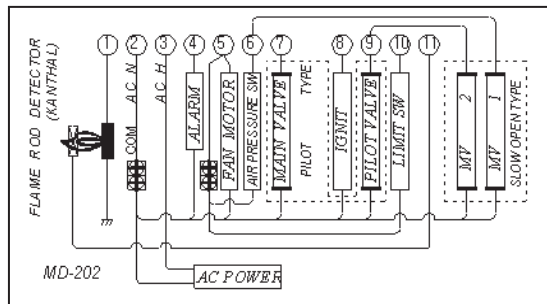 1 2 3 4 5 6 7 8 9 10 11
FLAME ROD DETECTOR
(KANTHAL)
COM AC N
AC H
ALARM
FAN MOTOR
AIR PRESSURE SW
MAIN VALVE
PILOT TYPE
IGNIT
PILOT VALVE
LIMIT SW
MV 2
MV 1
SLOW OPEN TYPE
MD-202
AC POWER